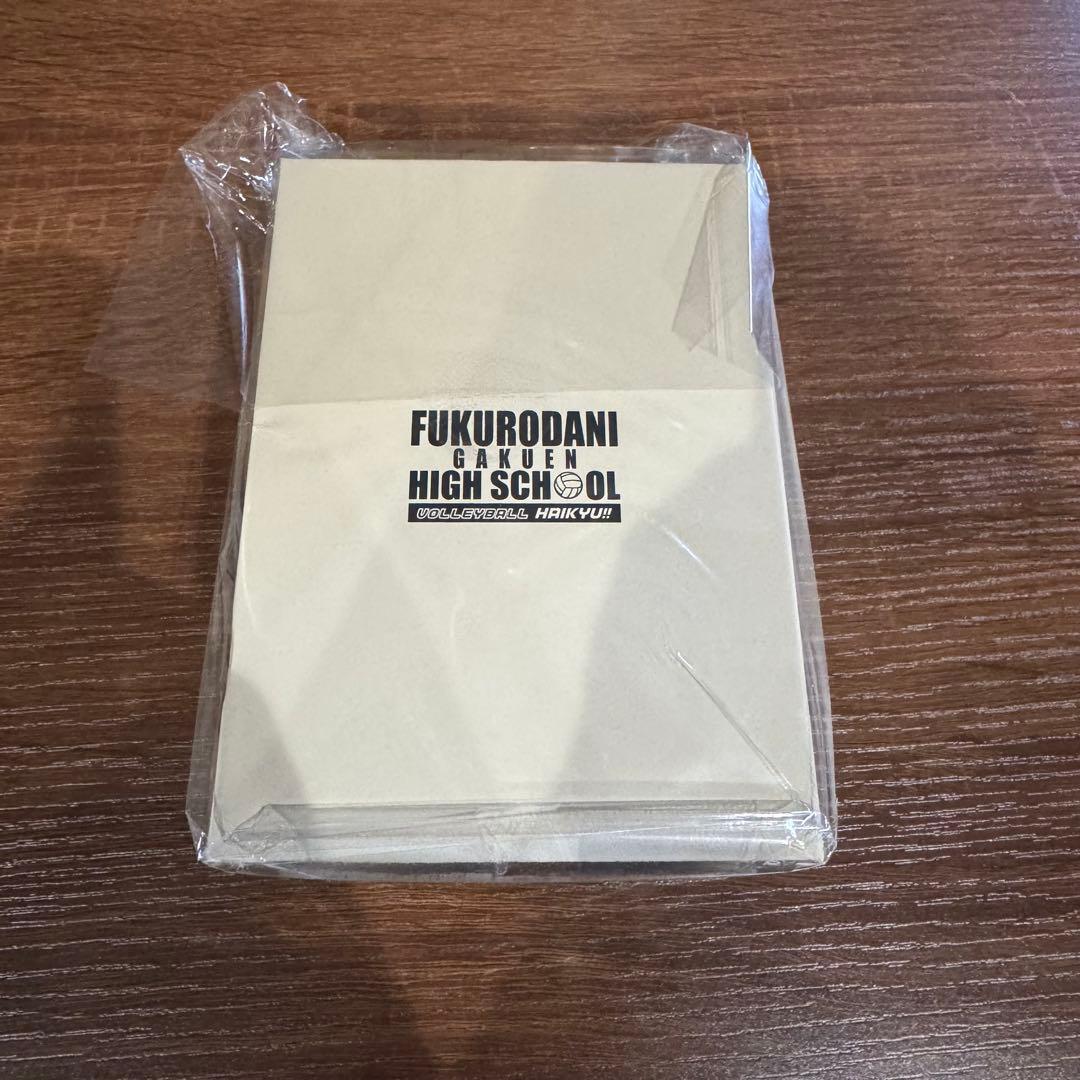 FUKURODANI
GAKUEN
HIGH SCHOOL
VOLLEYBALL HAIKYU!!